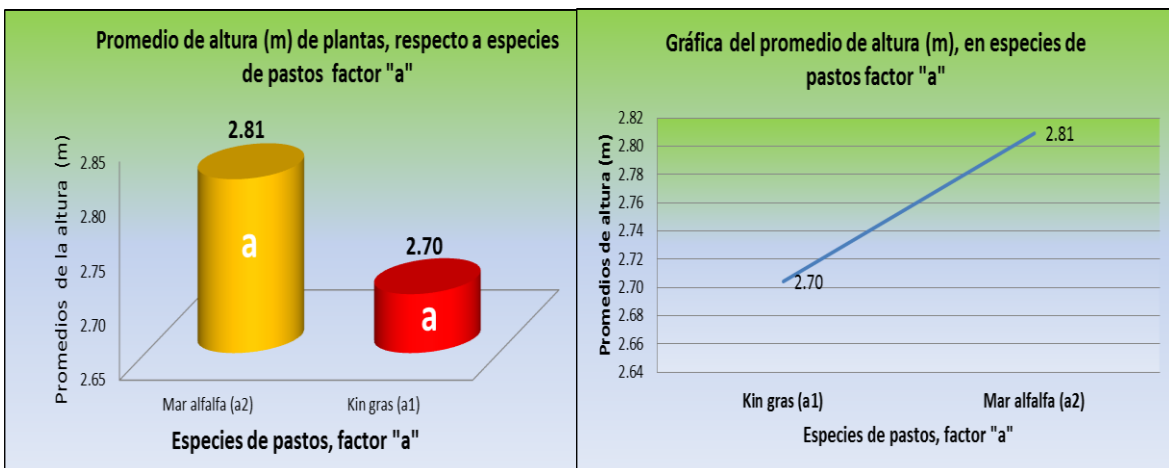 Promedio de altura (m) de plantas, respecto a especies
de pastos factor "a"
Promedios de la altura (m)
2.85
2.80
2.75
2.70
2.65
2.81
2.70
a
a
Mar alfalfa (a2)
Kin gras (a1)
Especies de pastos, factor "a"
Gráfica del promedio de altura (m), en especies de
pastos factor "a"
Promedios de altura (m)
2.82
2.80
2.78
2.76
2.74
2.72
2.70
2.68
2.66
2.64
2.81
2.70
Kin gras (a1)
Mar alfalfa (a2)
Especies de pastos, factor "a"